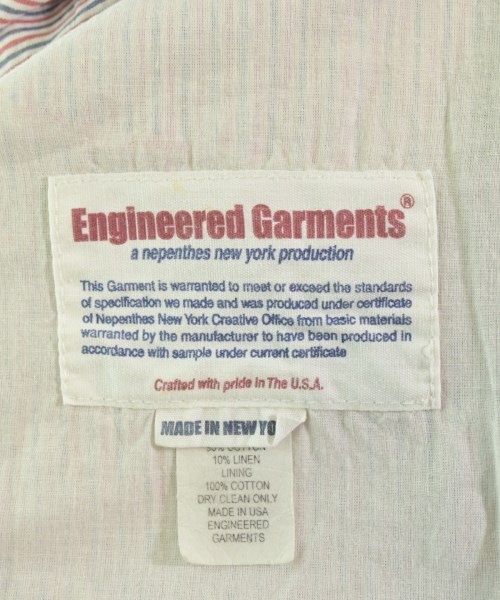 Engineered Garments®
a nepenthes new york production
This Garment is warranted to meet or exceed the standards
of specification we made and was produced under certificate
of Nepenthes New York Creative Office from basic materials
warranted by the manufacturer to have been produced in
accordance with sample under current certificate
Crafted with pride in The U.S.A.
MADE IN NEW YO
10% LINEN
LINING
100% COTTON
DRY CLEAN ONLY
MADE IN USA
ENGINEERED
GARMENTS